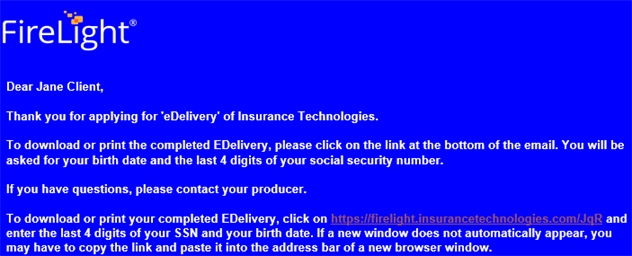 FireLight®
Dear Jane Client,
Thank you for applying for 'eDelivery' of Insurance Technologies.
To download or print the completed EDelivery, please click on the link at the bottom of the email. You will be
asked for your birth date and the last 4 digits of your social security number.
If you have questions, please contact your producer.
To download or print your completed EDelivery, click on https://firelight.insurancetechnologies.com/JqR and
enter the last 4 digits of your SSN and your birth date. If a new window does not automatically appear, you
may have to copy the link and paste it into the address bar of a new browser window.